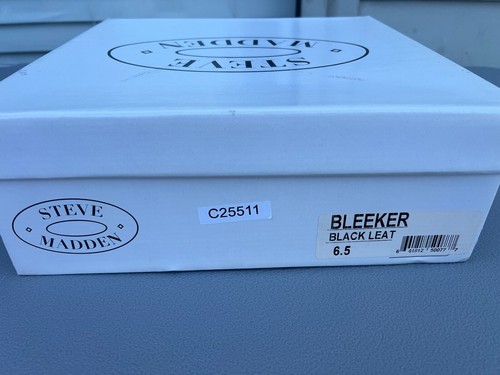 STEVE
MADDEN
STEVE
MADDEN
C25511
BLEEKER
BLACK LEAT
6.5